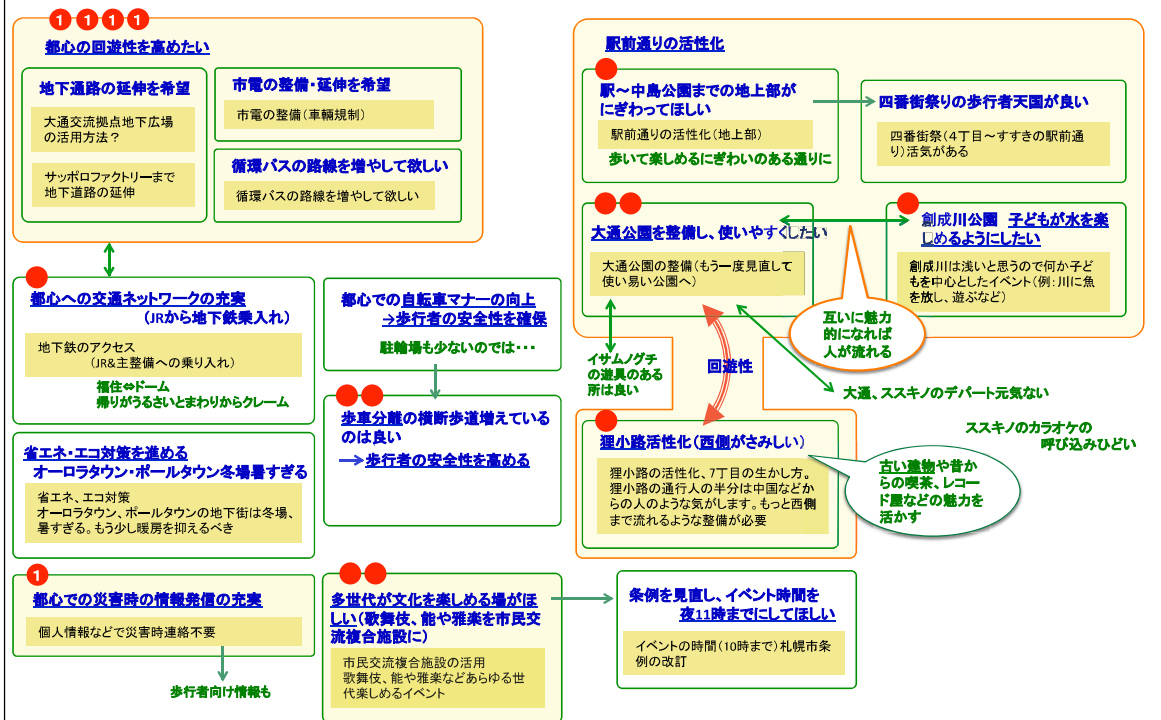 1 1 1 1
都心の回遊性を高めたい
地下通路の延伸を希望
大通交流拠点地下広場
の活用方法？
サッポロファクトリーまで
地下道路の延伸
市電の整備・延伸を希望
市電の整備（車輛規制）
循環バスの路線を増やして欲しい
循環バスの路線を増やして欲しい
都心への交通ネットワークの充実
（JRから地下鉄乗入れ）
地下鉄のアクセス
（JR&主整備への乗り入れ）
福住⇔ドーム
帰りがうるさいとまわりからクレーム
省エネ・エコ対策を進める
オーロラタウン・ポールタウン冬場暑すぎる
省エネ、エコ対策
オーロラタウン、ポールタウンの地下街は冬場、
暑すぎる。もう少し暖房を抑えるべき
1
都心での災害時の情報発信の充実
個人情報などで災害時連絡不要
歩行者向け情報も
都心での自転車マナーの向上
→歩行者の安全性を確保
駐輪場も少ないのでは・・・
歩車分離の横断歩道増えている
のは良い
→歩行者の安全性を高める
多世代が文化を楽しめる場がほ
しい（歌舞伎、能や雅楽を市民交
流複合施設に）
市民交流複合施設の活用
歌舞伎、能や雅楽などあらゆる世
代楽しめるイベント
条例を見直し、イベント時間を
夜11時までにしてほしい
イベントの時間（10時まで）札幌市条
例の改訂
駅前通りの活性化
駅～中島公園までの地上部が
にぎわってほしい
駅前通りの活性化（地上部）
歩いて楽しめるにぎわいのある通りに
四番街祭りの歩行者天国が良い
四番街祭（４丁目～すすきの駅前通
り）活気がある
大通公園を整備し、使いやすくしたい
大通公園の整備（もう一度見直して
使い易い公園へ）
創成川公園　子どもが水を楽
しめるようにしたい
創成川は浅いと思うので何か子ど
もを中心としたイベント（例：川に魚
を放し、遊ぶなど）
互いに魅力
的になれば
人が流れる
イサムノグチ
の遊具のある
所は良い
回遊性
大通、ススキノのデパート元気ない
ススキノのカラオケの
呼び込みひどい
狸小路活性化（西側がさみしい）
狸小路の活性化、7丁目の生かし方。
狸小路の通行人の半分は中国などか
らの人のような気がします。もっと西側
まで流れるような整備が必要
古い建物や昔か
らの喫茶、レコー
ド屋などの魅力を
活かす